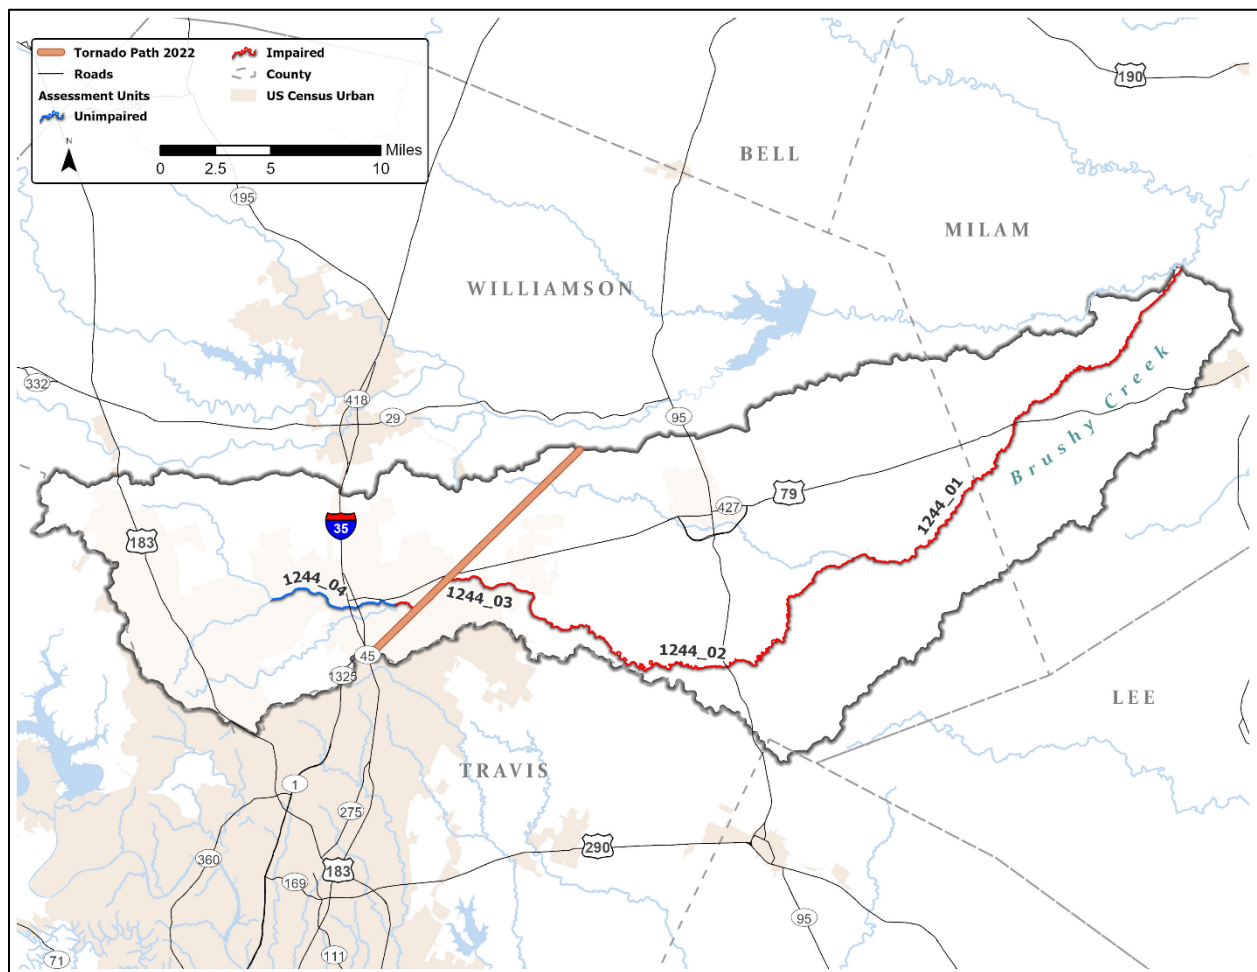 Tornado Path 2022
Roads
Assessment Units
Unimpaired
Impaired
County
US Census Urban
N
Miles
0 2.5 5 10
190
BELL
195
MILAM
WILLIAMSON
332
418
29
95
Brushy Creek
79
427
1244_01
35
183
1244_04
1244_03
1244_02
45
1325
LEE
TRAVIS
1
275
290
360
183
169
95
111
71